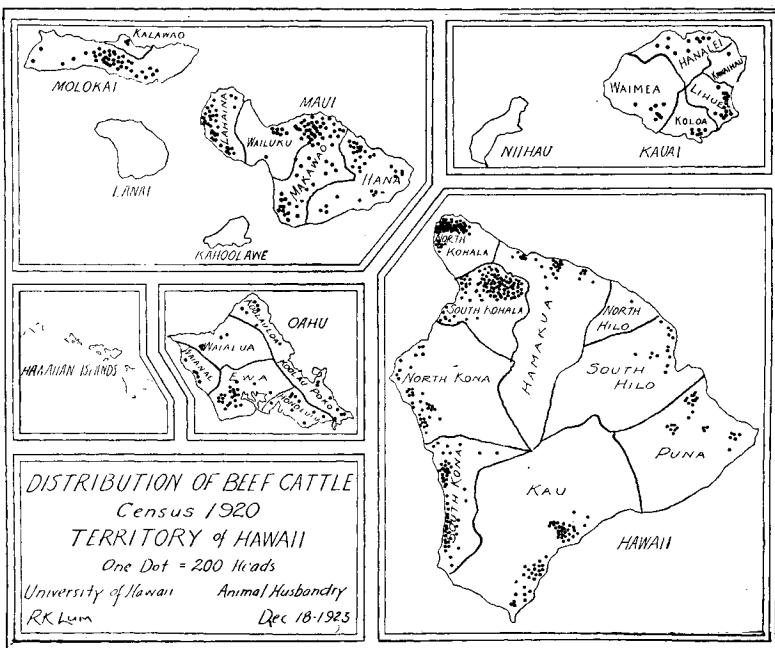 KALAWAO
MOLOKAI
LANAI
LAHAINA
WAILUKU
MAUI
MAKAWAO
HANA
KAHOOLAWE
HANALEI
KAWAIHAU
WAIMEA
LIHUE
KOLOA
NIIHAU
KAUAI
HAWAIIAN ISLANDS
OAHU
KOOLAULOA
WAIALUA
WAIANAE
EWA
KOOLAU POKO
HONOLULU
NORTH
KOHALA
SOUTH KOHALA
HAMAKUA
NORTH
HILO
SOUTH
HILO
NORTH KONA
SOUTH KONA
PUNA
KAU
HAWAII
DISTRIBUTION OF BEEF CATTLE
Census 1920
TERRITORY of HAWAII
One Dot = 200 Heads
University of Hawaii Animal Husbandry
RK Lum Dec 18-1923